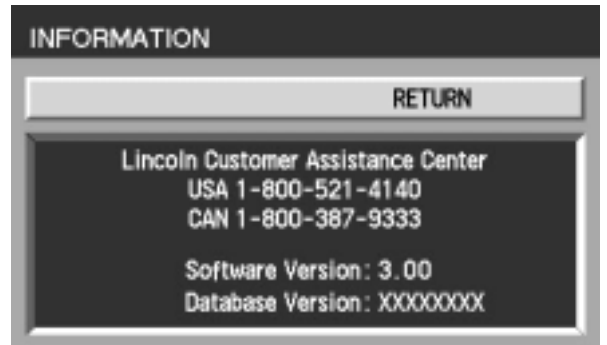 INFORMATION
RETURN
Lincoln Customer Assistance Center
USA 1-800-521-4140
CAN 1-800-387-9333
Software Version: 3.00
Database Version: XXXXXXXX